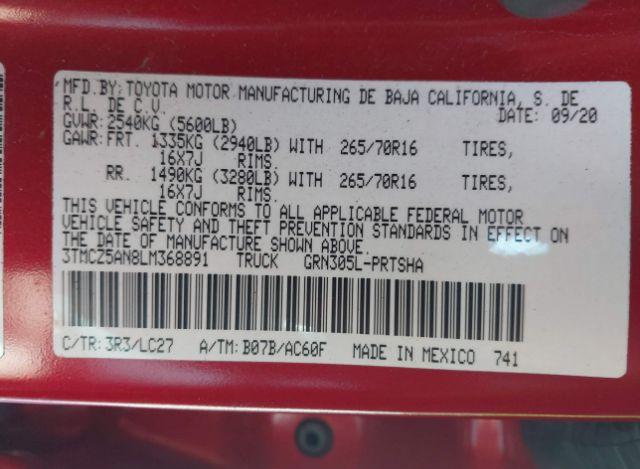 MFD.BY:TOYOTA MOTOR MANUFACTURING DE BAJA CALIFORNIA, S. DE
R.L. DE C.V. DATE: 09/20
GVWR:2540KG (5600LB)
GAWR:FRT. 1335KG (2940LB) WITH 265/70R16 TIRES,
16X7J RIMS.
RR. 1490KG (3280LB) WITH 265/70R16 TIRES,
16X7J RIMS.
THIS VEHICLE CONFORMS TO ALL APPLICABLE FEDERAL MOTOR
VEHICLE SAFETY AND THEFT PREVENTION STANDARDS IN EFFECT ON
THE DATE OF MANUFACTURE SHOWN ABOVE.
3TMCZ5AN8LM368891 TRUCK GRN305L-PRTSHA
C/TR:3R3/LC27 A/TM:B07B/AC60F MADE IN MEXICO 741